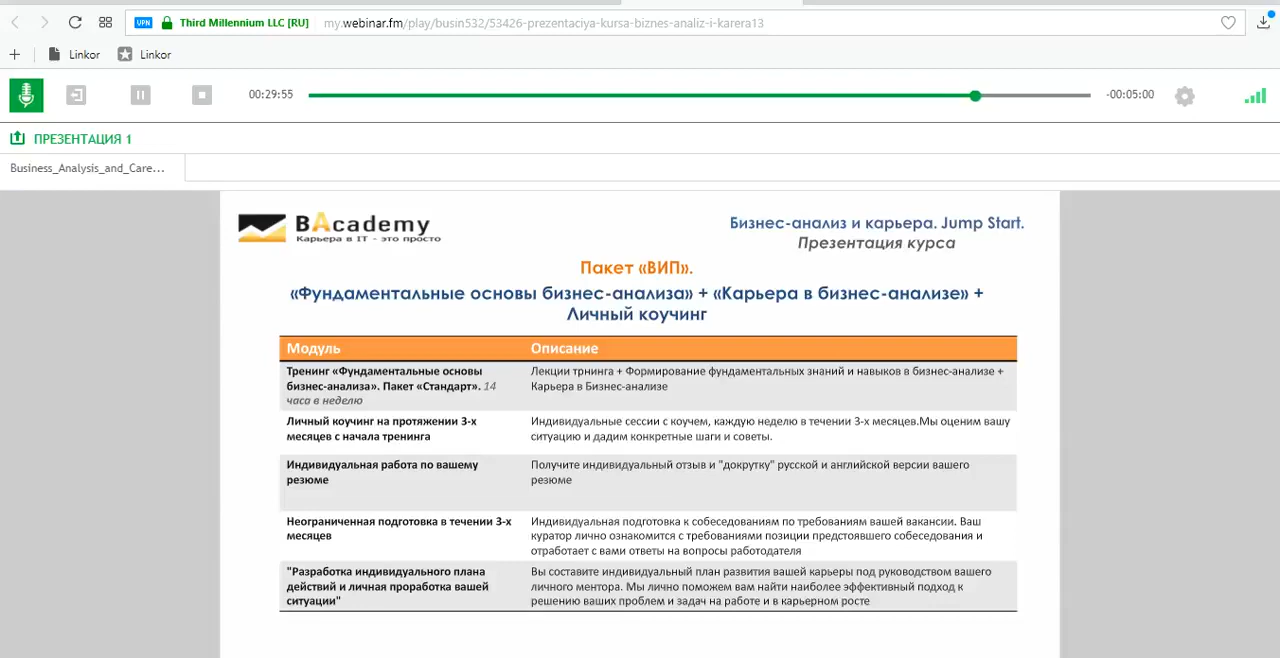 VPN
Third Millennium LLC [RU]
my.webinar.fm/play/busin532/53426-prezentaciya-kursa-biznes-analiz-i-karera13
Linkor
Linkor
00:29:55
-00:05:00
ПРЕЗЕНТАЦИЯ 1
Business_Analysis_and_Care...
BAcademy
Карьера в IT - это просто
Бизнес-анализ и карьера. Jump Start.
Презентация курса
Пакет «ВИП».
«Фундаментальные основы бизнес-анализа» + «Карьера в бизнес-анализе» +
Личный коучинг
Модуль
Описание
Тренинг «Фундаментальные основы
бизнес-анализа». Пакет «Стандарт». 14
часа в неделю
Лекции трнинга + Формирование фундаментальных знаний и навыков в бизнес-анализе +
Карьера в Бизнес-анализе
Личный коучинг на протяжении 3-х
месяцев с начала тренинга
Индивидуальные сессии с коучем, каждую неделю в течении 3-х месяцев.Мы оценим вашу
ситуацию и дадим конкретные шаги и советы.
Индивидуальная работа по вашему
резюме
Получите индивидуальный отзыв и "докрутку" русской и английской версии вашего
резюме
Неограниченная подготовка в течении 3-х
месяцев
Индивидуальная подготовка к собеседованиям по требованиям вашей вакансии. Ваш
куратор лично ознакомится с требованиями позиции предстоявшего собеседования и
отработает с вами ответы на вопросы работодателя
"Разработка индивидуального плана
действий и личная проработка вашей
ситуации"
Вы составите индивидуальный план развития вашей карьеры под руководством вашего
личного ментора. Мы лично поможем вам найти наиболее эффективный подход к
решению ваших проблем и задач на работе и в карьерном росте